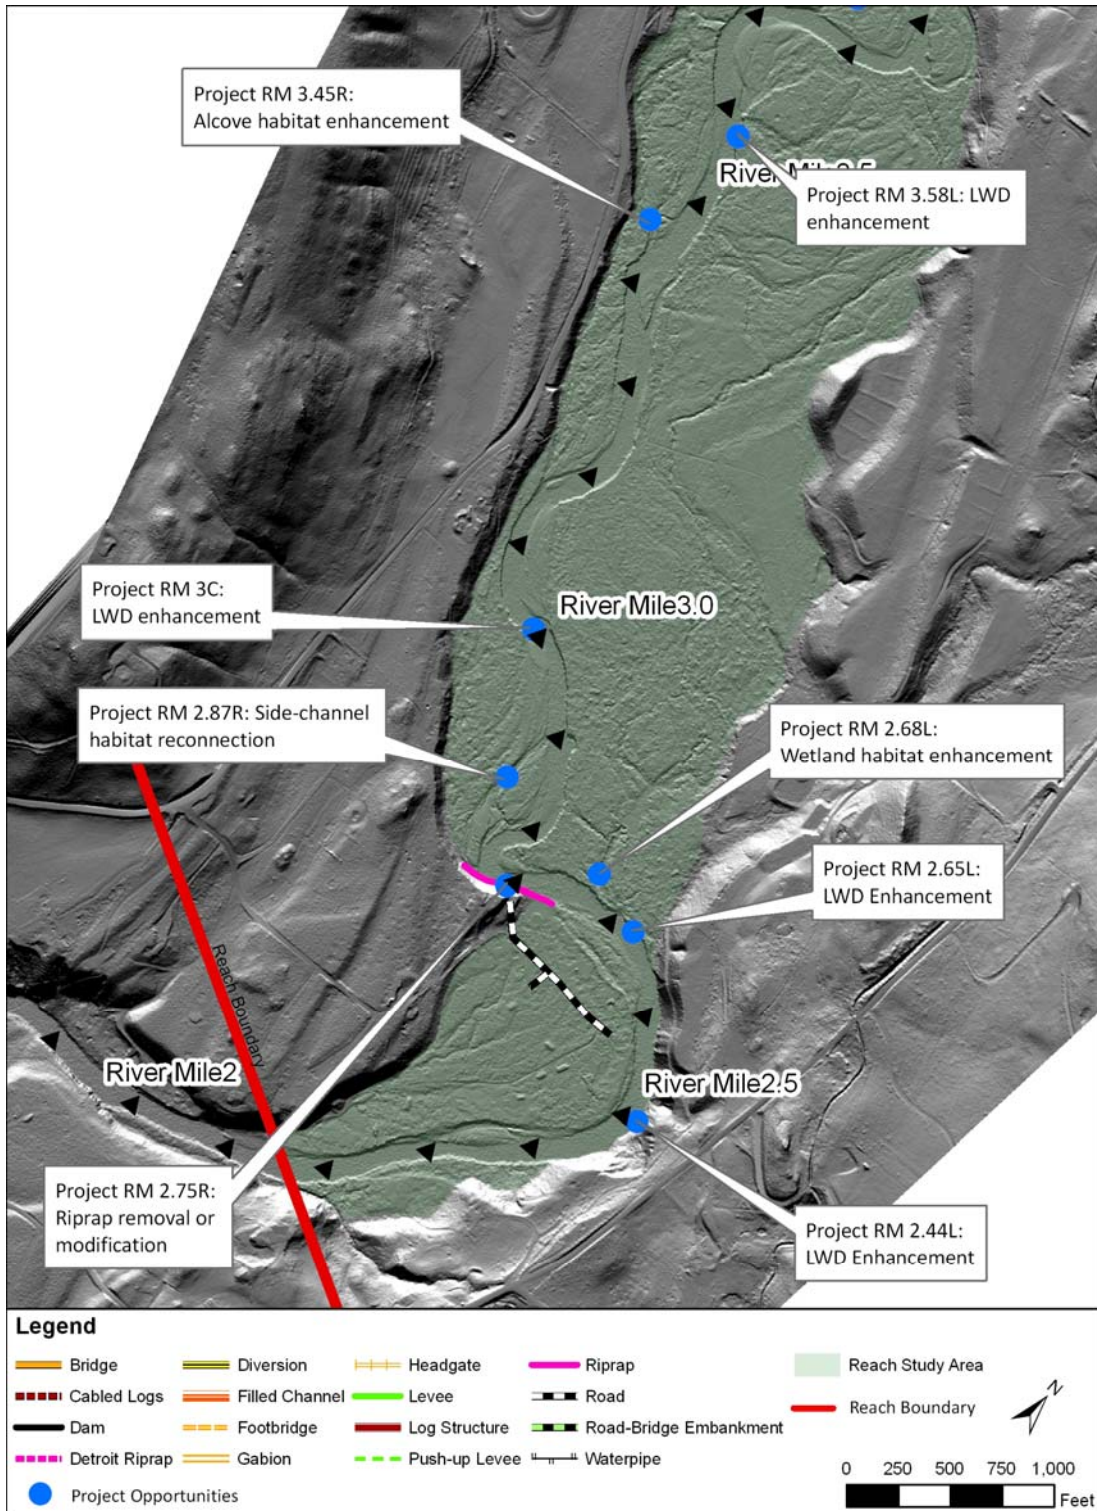 Project RM 3.45R:
Alcove habitat enhancement
Project RM 3.58L: LWD
enhancement
Project RM 3C:
LWD enhancement
River Mile3.0
Project RM 2.87R: Side-channel
habitat reconnection
Project RM 2.68L:
Wetland habitat enhancement
Project RM 2.65L:
LWD Enhancement
Reach Boundary
River Mile2
River Mile2.5
Project RM 2.75R:
Riprap removal or
modification
Project RM 2.44L:
LWD Enhancement
Legend
Bridge
Cabled Logs
Dam
Detroit Riprap
Project Opportunities
Diversion
Filled Channel
Footbridge
Gabion
Headgate
Levee
Log Structure
Push-up Levee
Riprap
Road
Road-Bridge Embankment
Waterpipe
Reach Study Area
Reach Boundary
N
0 250 500 750 1,000
Feet